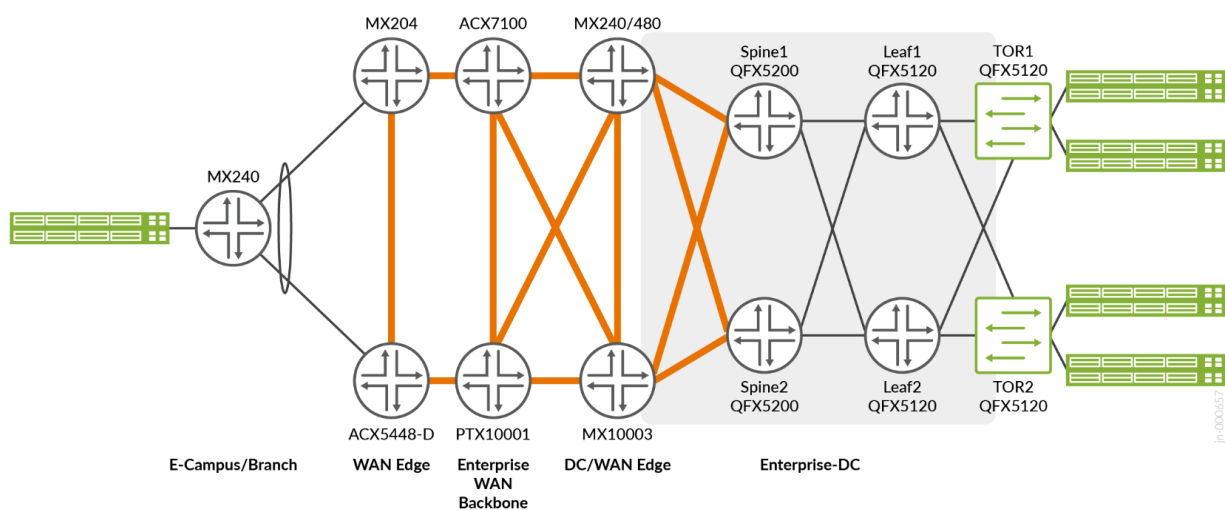 MX204
ACX7100
MX240/480
Spine1
QFX5200
Leaf1
QFX5120
TOR1
QFX5120
MX240
ACX5448-D
PTX10001
MX10003
Spine2
QFX5200
Leaf2
QFX5120
TOR2
QFX5120
E-Campus/Branch
WAN Edge
Enterprise
WAN
Backbone
DC/WAN Edge
Enterprise-DC
jn-000657